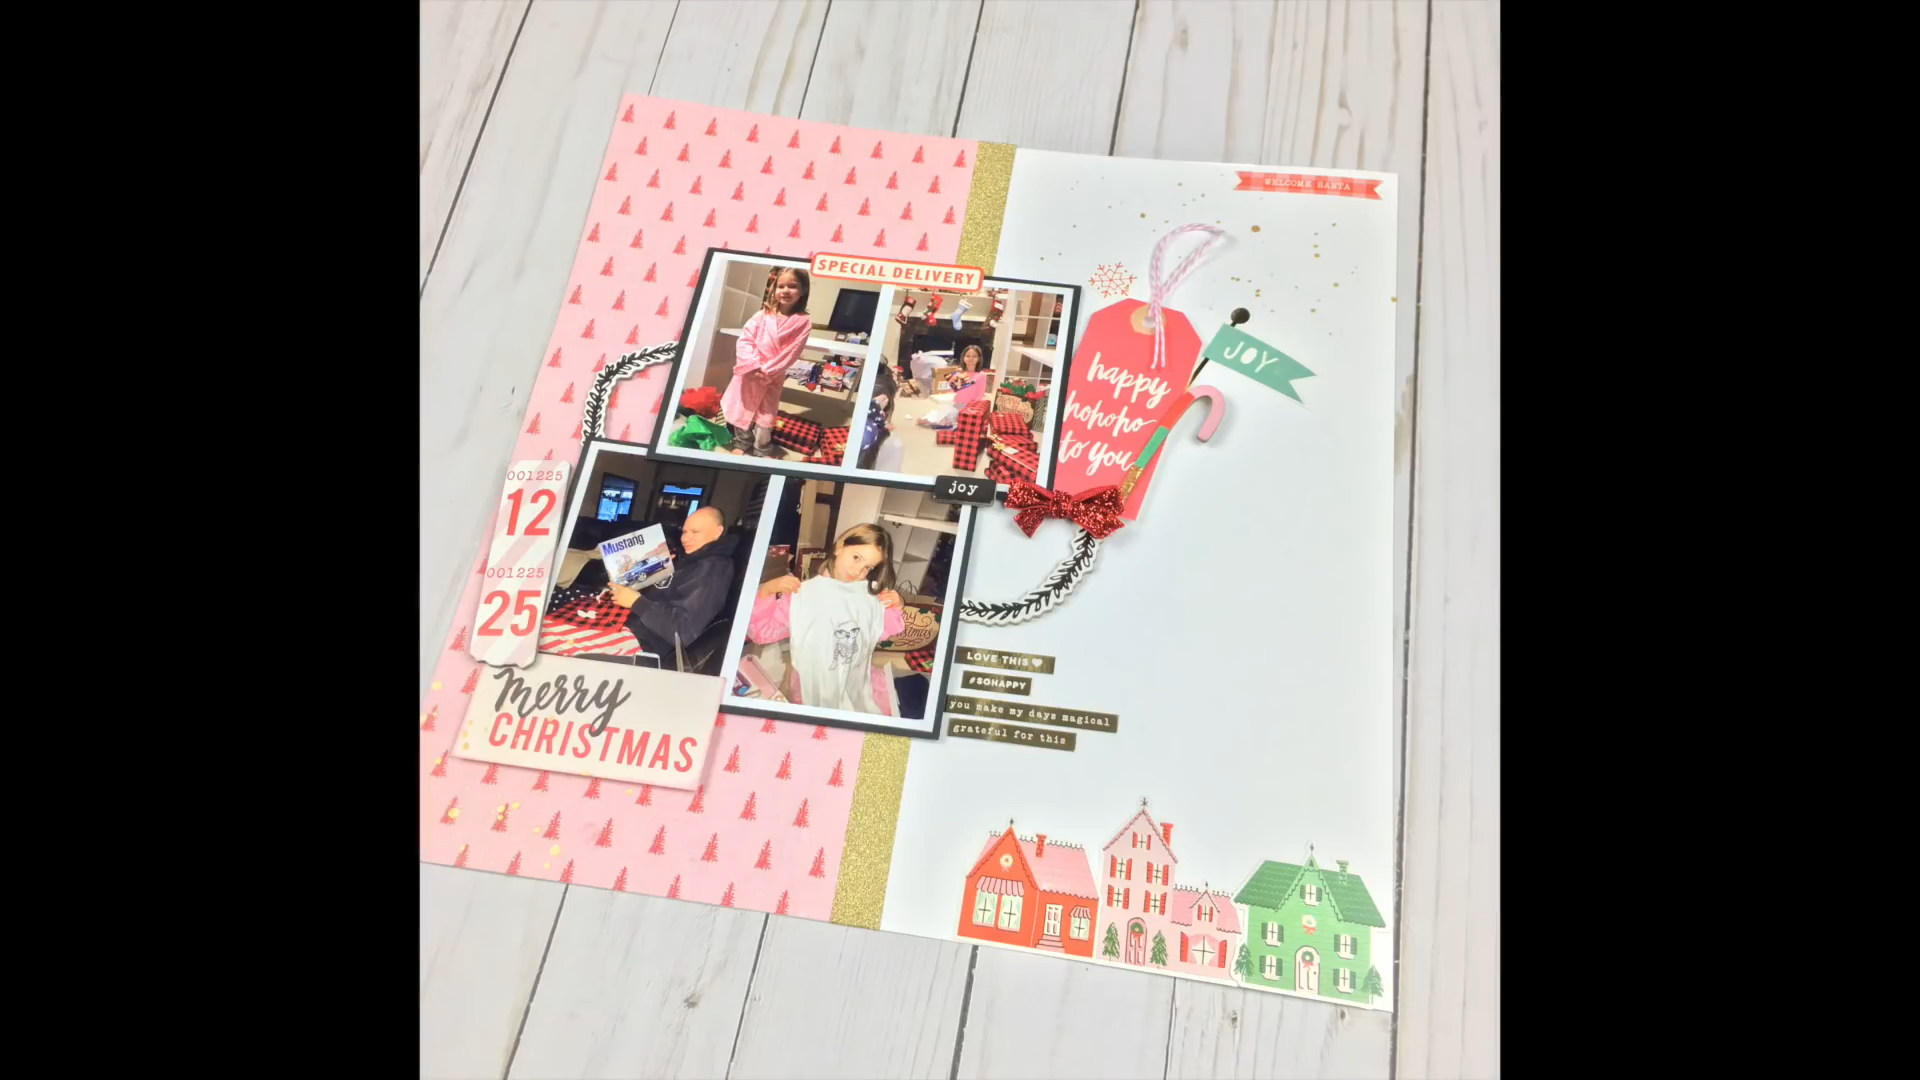 WELCOME SANTA
SPECIAL DELIVERY
JOY
happy
hohoho
to you
joy
001225
12
001225
25
Mustang
merry
CHRISTMAS
LOVE THIS
#SOHAPPY
you make my days magical
grateful for this